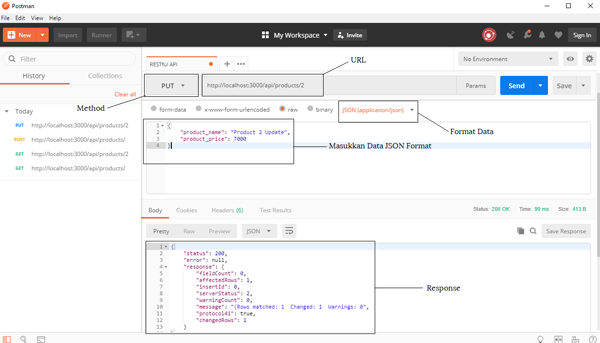 Postman
File Edit View Help
New Import Runner My Workspace Invite Sign In
Filter
History Collections
Clear all
Today
PUT http://localhost:3000/api/products/2
POST http://localhost:3000/api/products/
GET http://localhost:3000/api/products/2
GET http://localhost:3000/api/products/
Method
URL
RESTful API
No Environment
PUT http://localhost:3000/api/products/2 Params Send Save
form-data x-www-form-urlencoded raw binary JSON (application/json)
Format Data
1 {
2 "product_name": "Product 2 Update",
3 "product_price": 7000
4 }
Masukkan Data JSON Format
Body Cookies Headers (6) Test Results Status: 200 OK Time: 99 ms Size: 413 B
Pretty Raw Preview JSON Save Response
1 {
2 "status": 200,
3 "error": null,
4 "response": {
5 "fieldCount": 0,
6 "affectedRows": 1,
7 "insertId": 0,
8 "serverStatus": 2,
9 "warningCount": 0,
10 "message": "(Rows matched: 1 Changed: 1 Warnings: 0",
11 "protocol41": true,
12 "changedRows": 1
13 }
Response